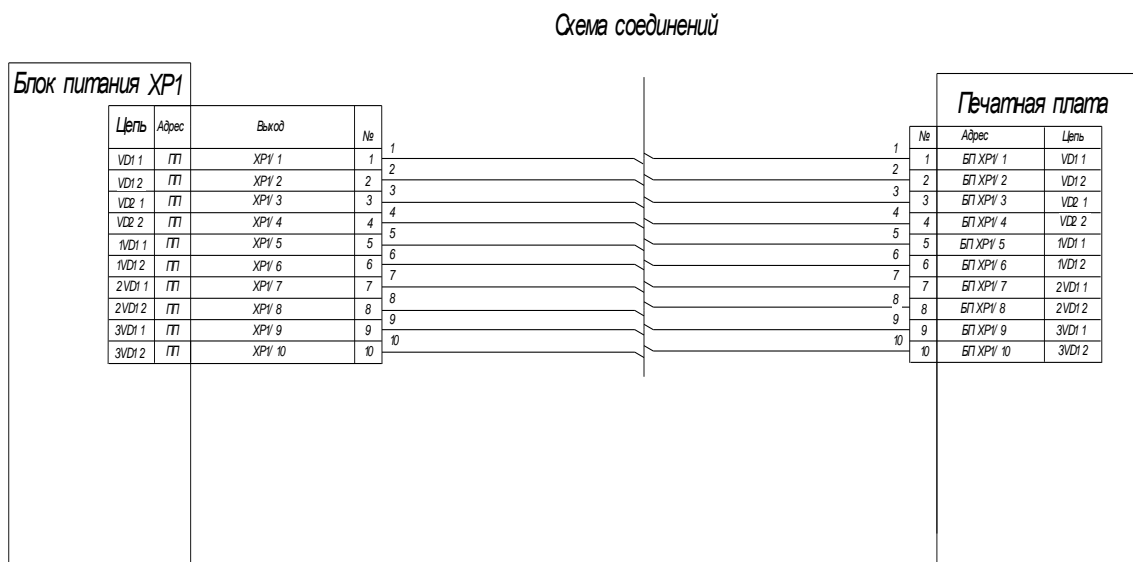 Схема соединений
Блок питания XP1
Печатная плата
Цепь Адрес Выход №
VD1 1 ПП XP1/ 1 1
VD1 2 ПП XP1/ 2 2
VD2 1 ПП XP1/ 3 3
VD2 2 ПП XP1/ 4 4
1VD1 1 ПП XP1/ 5 5
1VD1 2 ПП XP1/ 6 6
2VD1 1 ПП XP1/ 7 7
2VD1 2 ПП XP1/ 8 8
3VD1 1 ПП XP1/ 9 9
3VD1 2 ПП XP1/ 10 10
1 1
2 2
3 3
4 4
5 5
6 6
7 7
8 8
9 9
10 10
№ Адрес Цепь
1 БП XP1/ 1 VD1 1
2 БП XP1/ 2 VD1 2
3 БП XP1/ 3 VD2 1
4 БП XP1/ 4 VD2 2
5 БП XP1/ 5 1VD1 1
6 БП XP1/ 6 1VD1 2
7 БП XP1/ 7 2VD1 1
8 БП XP1/ 8 2VD1 2
9 БП XP1/ 9 3VD1 1
10 БП XP1/ 10 3VD1 2